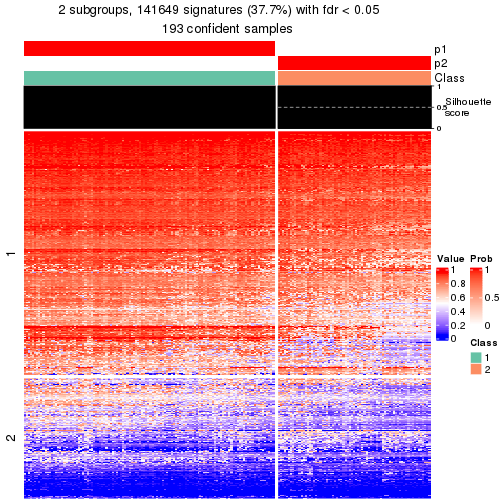 2 subgroups, 141649 signatures (37.7%) with fdr < 0.05
193 confident samples
p1
p2
Class
1
0.5
0
Silhouette
score
1
2
Value
1
0.8
0.6
0.4
0.2
0
Prob
1
0.5
0
Class
1
2